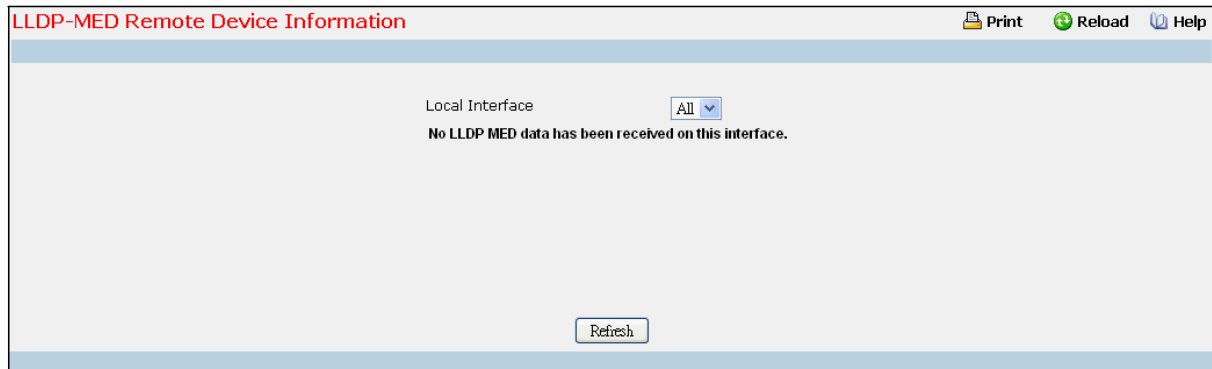 LLDP-MED Remote Device Information Print Reload Help
Local Interface All
No LLDP MED data has been received on this interface.
Refresh